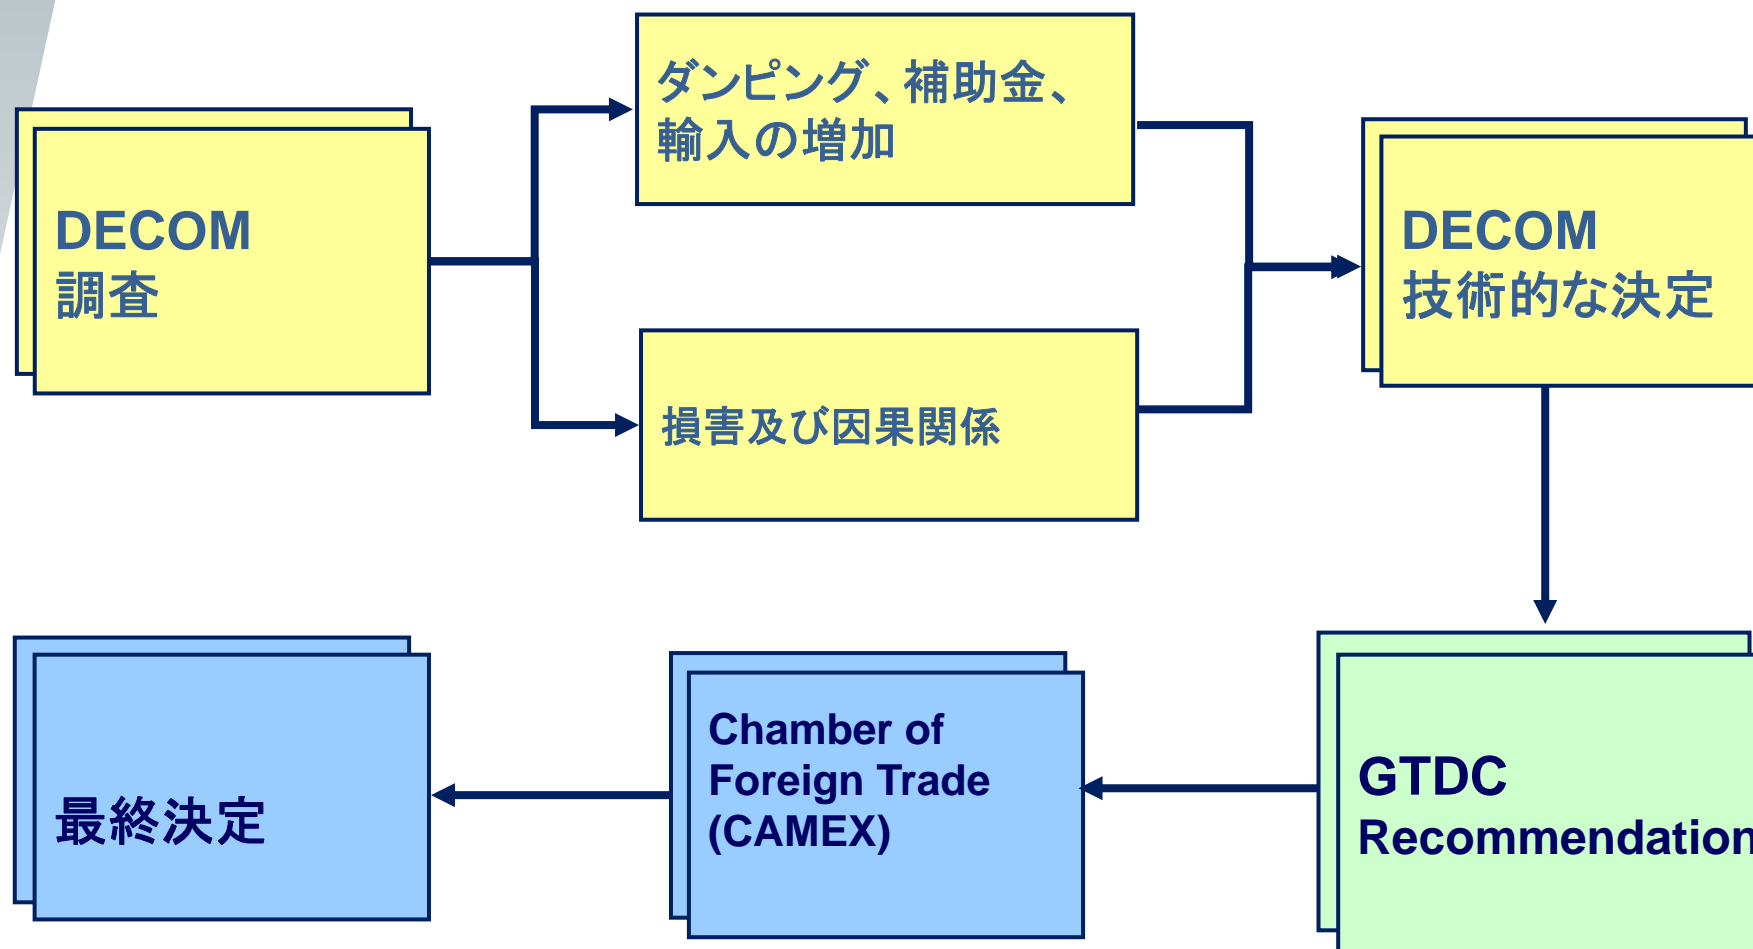 ダンピング、補助金、
輸入の増加
DECOM
調査
DECOM
技術的な決定
損害及び因果関係
GTDC
Recommendation
Chamber of
Foreign Trade
(CAMEX)
最終決定